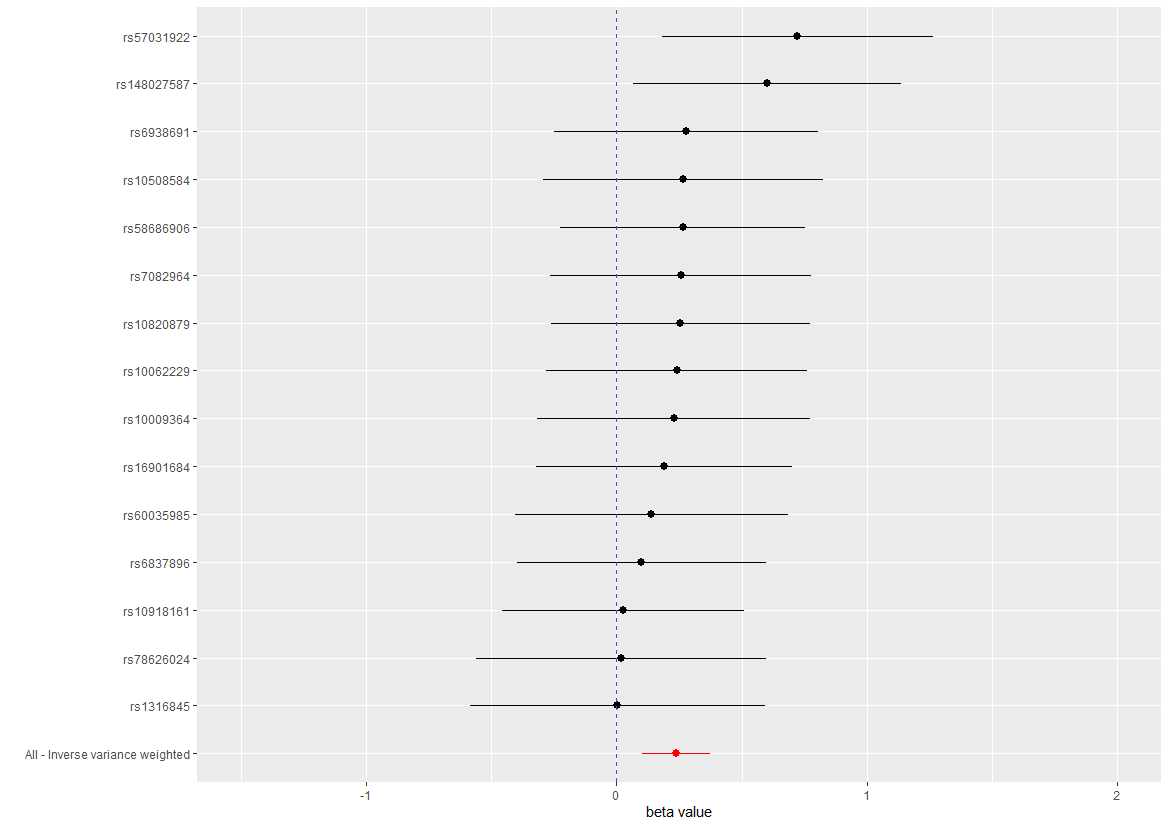 rs57031922
rs148027587
rs6938691
rs10508584
rs58686906
rs7082964
rs10820879
rs10062229
rs10009364
rs16901684
rs60035985
rs6837896
rs10918161
rs78626024
rs1316845
All - Inverse variance weighted
-1 0 1 2
beta value